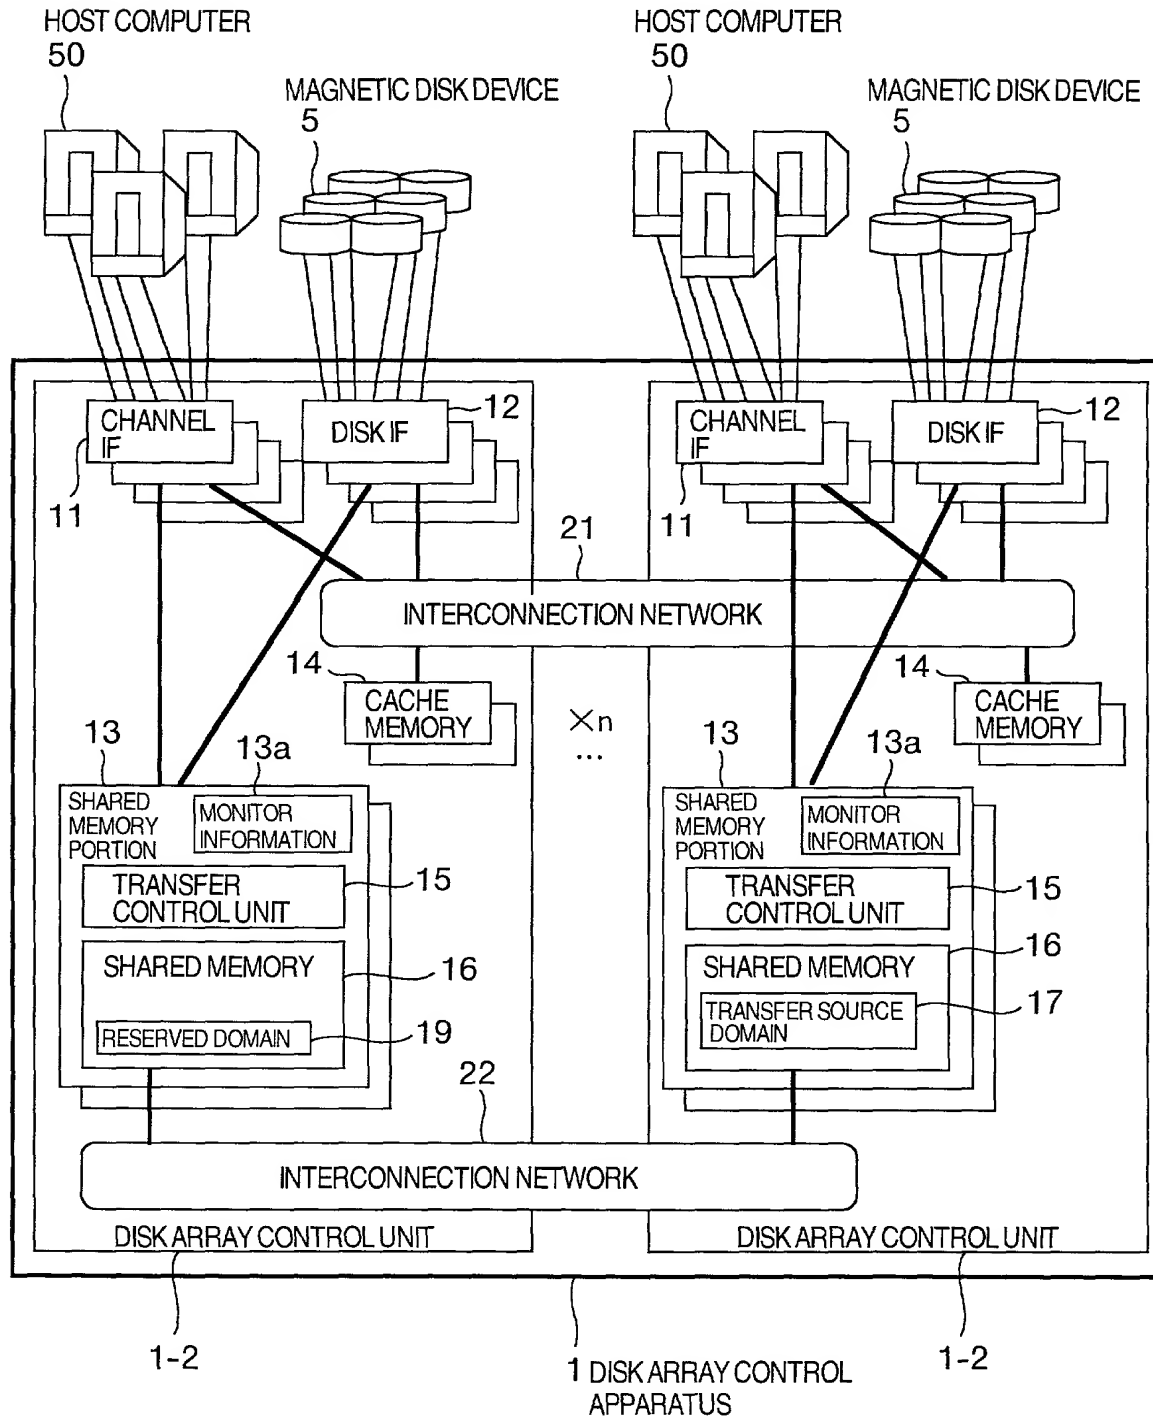 HOST COMPUTER
50
MAGNETIC DISK DEVICE
5
HOST COMPUTER
50
MAGNETIC DISK DEVICE
5
CHANNEL
IF
11
DISK IF
12
CHANNEL
IF
11
DISK IF
12
21
INTERCONNECTION NETWORK
14
CACHE
MEMORY
×n
...
14
CACHE
MEMORY
13
SHARED
MEMORY
PORTION
13a
MONITOR
INFORMATION
TRANSFER
CONTROL UNIT
15
SHARED MEMORY
16
RESERVED DOMAIN
19
13
SHARED
MEMORY
PORTION
13a
MONITOR
INFORMATION
TRANSFER
CONTROL UNIT
15
SHARED MEMORY
16
TRANSFER SOURCE
DOMAIN
17
22
INTERCONNECTION NETWORK
DISK ARRAY CONTROL UNIT
DISK ARRAY CONTROL UNIT
1-2
1 DISK ARRAY CONTROL
APPARATUS
1-2